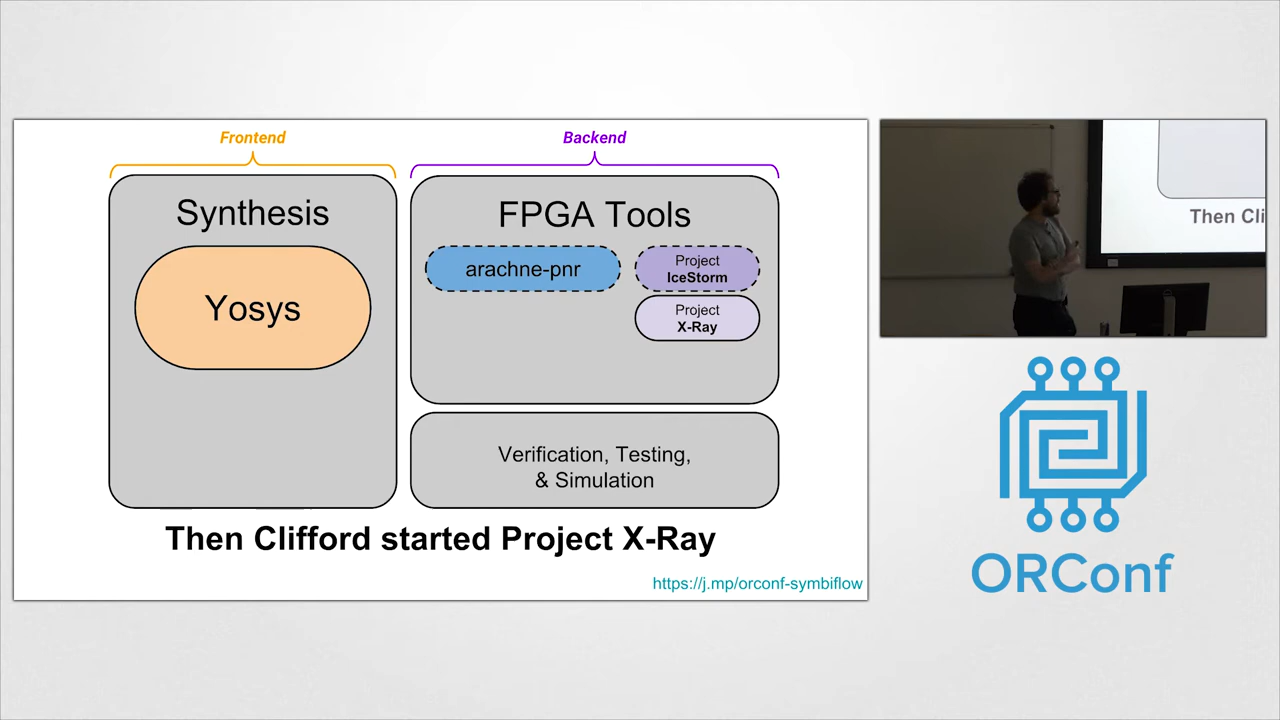 Frontend
Backend
Synthesis
Yosys
FPGA Tools
arachne-pnr
Project
IceStorm
Project
X-Ray
Verification, Testing,
& Simulation
Then Clifford started Project X-Ray
https://j.mp/orconf-symbiflow
Then Cli
ORConf